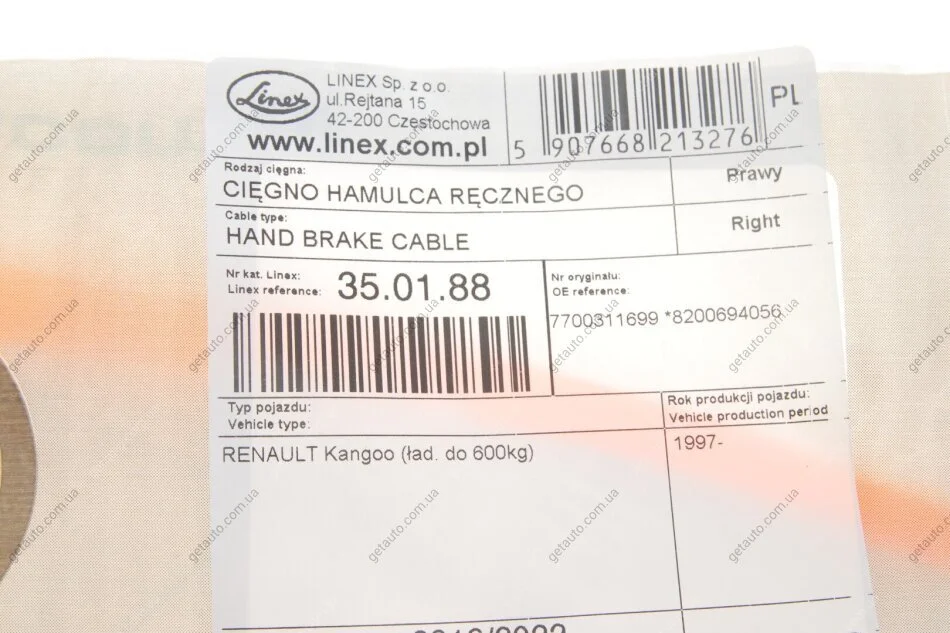 Linex
LINEX Sp. z o.o.
ul.Rejtana 15
42-200 Częstochowa
www.linex.com.pl
5 907668 213276
PL
Rodzaj cięgna:
CIĘGNO HAMULCA RĘCZNEGO
Prawy
Cable type:
HAND BRAKE CABLE
Right
Nr kat. Linex:
Linex reference: 35.01.88
Nr oryginału:
OE reference:
7700311699 *8200694056
Typ pojazdu:
Vehicle type:
Rok produkcji pojazdu:
Vehicle production period
RENAULT Kangoo (ład. do 600kg)
1997-
getauto.com.ua